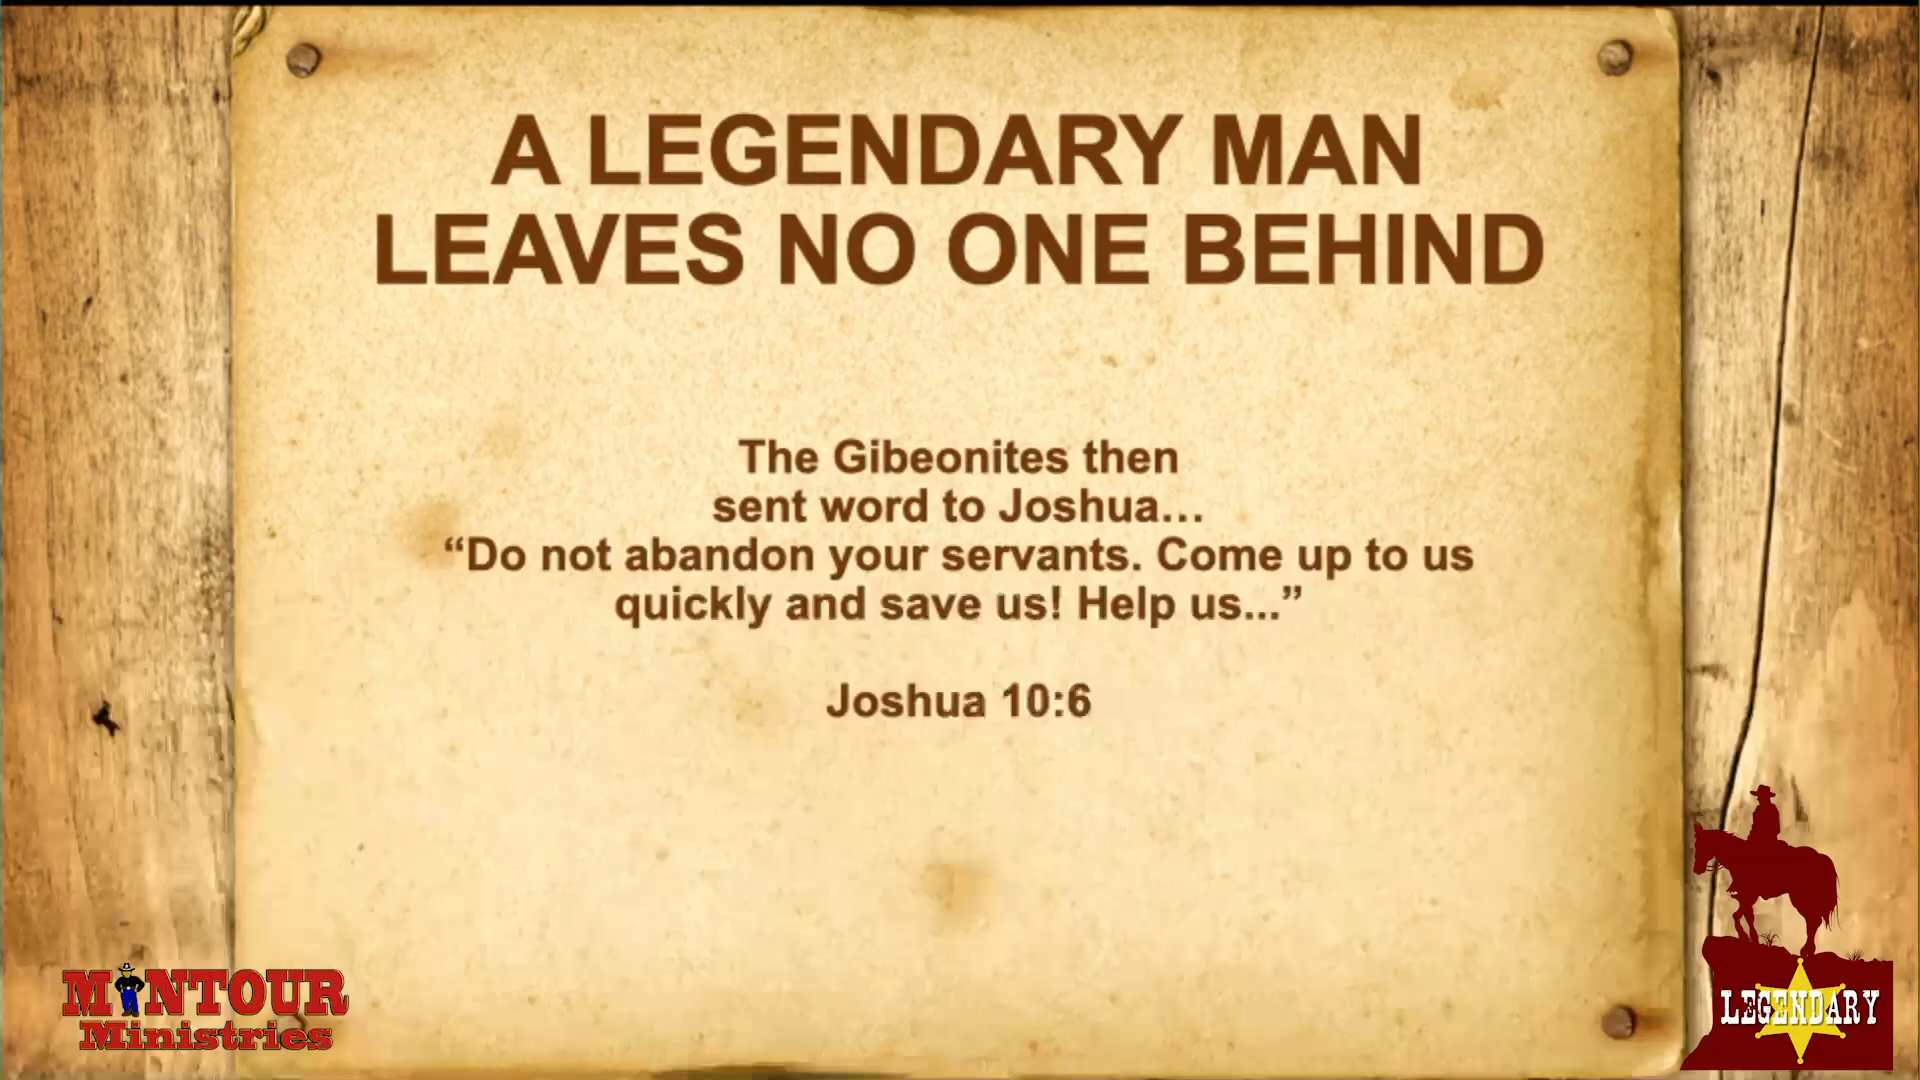 A LEGENDARY MAN
LEAVES NO ONE BEHIND
The Gibeonites then
sent word to Joshua…
“Do not abandon your servants. Come up to us
quickly and save us! Help us...”
Joshua 10:6
MANTOUR
Ministries
LEGENDARY